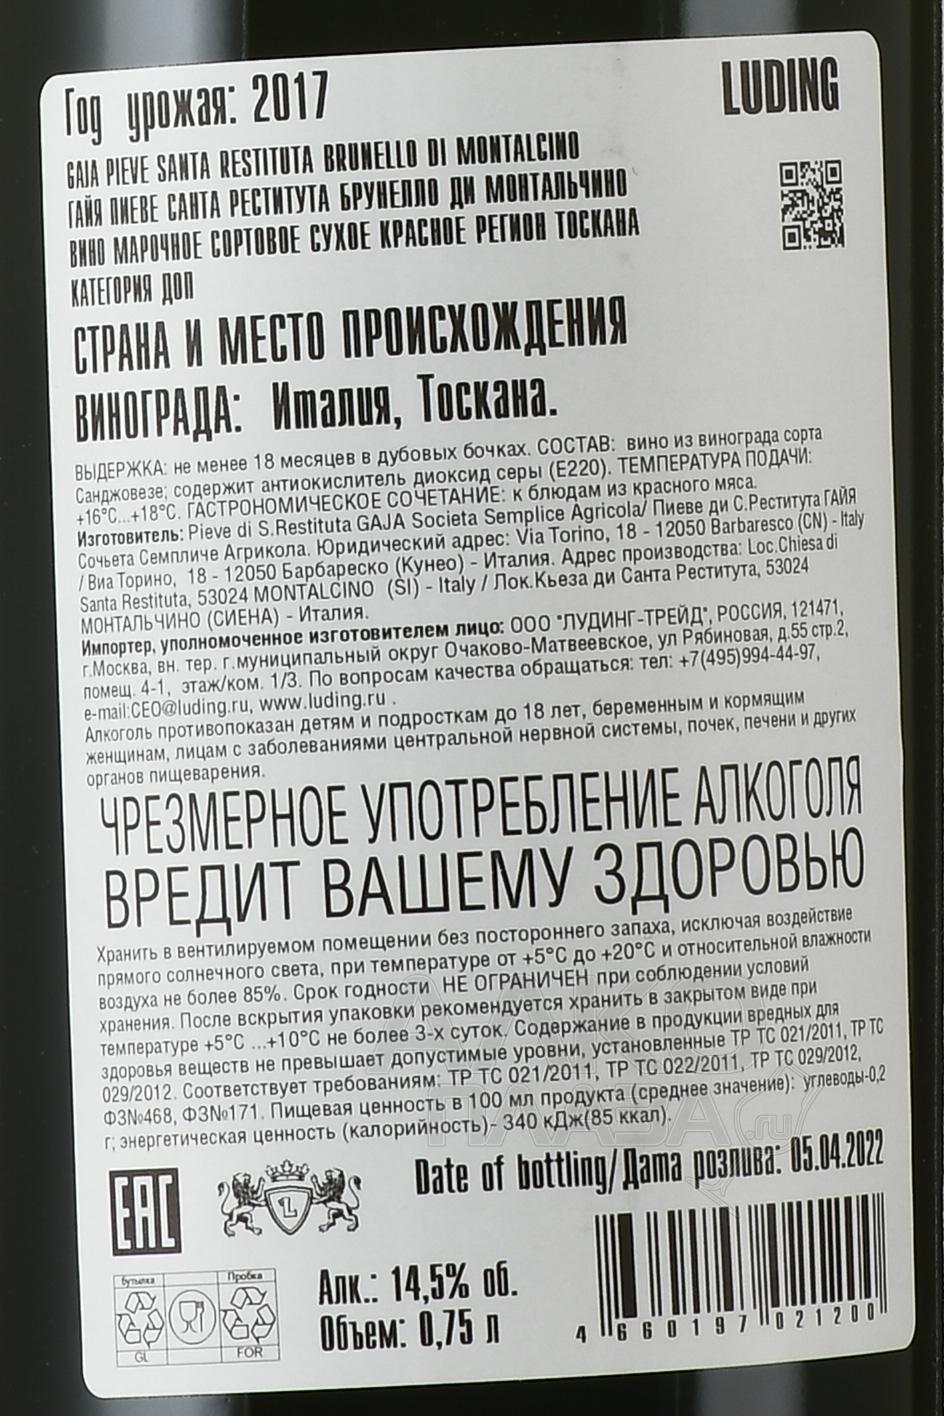 Год урожая: 2017
LUDING
GAIA PIEVE SANTA RESTITUTA BRUNELLO DI MONTALCINO
ГАЙЯ ПИЕВЕ САНТА РЕСТИТУТА БРУНЕЛЛО ДИ МОНТАЛЬЧИНО
ВИНО МАРОЧНОЕ СОРТОВОЕ СУХОЕ КРАСНОЕ РЕГИОН ТОСКАНА
КАТЕГОРИЯ ДОП
СТРАНА И МЕСТО ПРОИСХОЖДЕНИЯ
ВИНОГРАДА: Италия, Тоскана.
ВЫДЕРЖКА: не менее 18 месяцев в дубовых бочках. СОСТАВ: вино из винограда сорта
Санджовезе; содержит антиокислитель диоксид серы (Е220). ТЕМПЕРАТУРА ПОДАЧИ:
+16°С...+18°С. ГАСТРОНОМИЧЕСКОЕ СОЧЕТАНИЕ: к блюдам из красного мяса.
Изготовитель: Pieve di S.Restituta GAJA Societa Semplice Agricola/ Пиеве ди С.Реститута ГАЙЯ
Сочьета Семпличе Агрикола. Юридический адрес: Via Torino, 18 - 12050 Barbaresco (CN) - Italy
/ Виа Торино, 18 - 12050 Барбареско (Кунео) - Италия. Адрес производства: Loc.Chiesa di
Santa Restituta, 53024 MONTALCINO (SI) - Italy / Лок.Кьеза ди Санта Реститута, 53024
МОНТАЛЬЧИНО (СИЕНА) - Италия.
Импортер, уполномоченное изготовителем лицо: ООО "ЛУДИНГ-ТРЕЙД", РОССИЯ, 121471,
г.Москва, вн. тер. г.муниципальный округ Очаково-Матвеевское, ул Рябиновая, д.55 стр.2,
помещ. 4-1, этаж/ком. 1/3. По вопросам качества обращаться: тел: +7(495)994-44-97,
e-mail:CEO@luding.ru, www.luding.ru .
Алкоголь противопоказан детям и подросткам до 18 лет, беременным и кормящим
женщинам, лицам с заболеваниями центральной нервной системы, почек, печени и других
органов пищеварения.
ЧРЕЗМЕРНОЕ УПОТРЕБЛЕНИЕ АЛКОГОЛЯ
ВРЕДИТ ВАШЕМУ ЗДОРОВЬЮ
Хранить в вентилируемом помещении без постороннего запаха, исключая воздействие
прямого солнечного света, при температуре от +5°С до +20°С и относительной влажности
воздуха не более 85%. Срок годности НЕ ОГРАНИЧЕН при соблюдении условий
хранения. После вскрытия упаковки рекомендуется хранить в закрытом виде при
температуре +5°С ...+10°С не более 3-х суток. Содержание в продукции вредных для
здоровья веществ не превышает допустимые уровни, установленные ТР ТС 021/2011, ТР ТС
029/2012. Соответствует требованиям: ТР ТС 021/2011, ТР ТС 022/2011, ТР ТС 029/2012,
ФЗ№468, ФЗ№171. Пищевая ценность в 100 мл продукта (среднее значение): углеводы-0,2
г; энергетическая ценность (калорийность)- 340 кДж(85 ккал).
Date of bottling/Дата розлива: 05.04.2022
EAC
L
бутылка Пробка
GL FOR
Алк.: 14,5% об.
Объем: 0,75 л
4 660197 021200